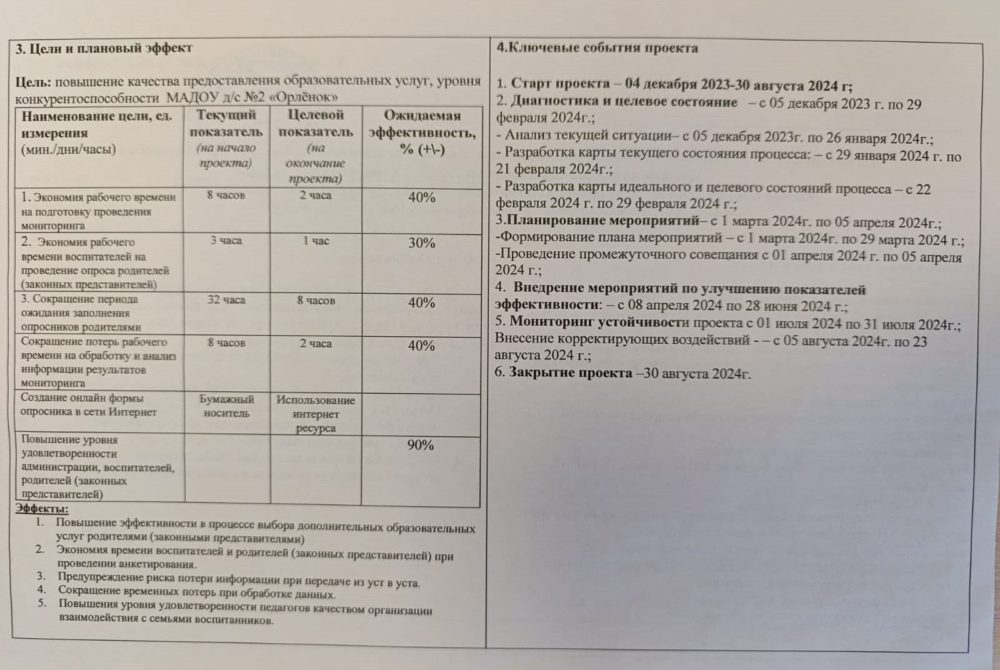 3. Цели и плановый эффект
Цель: повышение качества предоставления образовательных услуг, уровня
конкурентоспособности МАДОУ д/с №2 «Орлёнок»
Наименование цели, ед.
измерения
(мин./дни/часы)
Текущий
показатель
(на начало
проекта)
Целевой
показатель
(на
окончание
проекта)
Ожидаемая
эффективность,
% (+\-)
1. Экономия рабочего времени
на подготовку проведения
мониторинга
8 часов
2 часа
40%
2. Экономия рабочего
времени воспитателей на
проведение опроса родителей
(законных представителей)
3 часа
1 час
30%
3. Сокращение периода
ожидания заполнения
опросников родителями
32 часа
8 часов
40%
Сокращение потерь рабочего
времени на обработку и анализ
информации результатов
мониторинга
8 часов
2 часа
40%
Создание онлайн формы
опросника в сети Интернет
Бумажный
носитель
Использование
интернет
ресурса
Повышение уровня
удовлетворенности
администрации, воспитателей,
родителей (законных
представителей)
90%
Эффекты:
1. Повышение эффективности в процессе выбора дополнительных образовательных
услуг родителями (законными представителями)
2. Экономия времени воспитателей и родителей (законных представителей) при
проведении анкетирования.
3. Предупреждение риска потери информации при передаче из уст в уста.
4. Сокращение временных потерь при обработке данных.
5. Повышения уровня удовлетворенности педагогов качеством организации
взаимодействия с семьями воспитанников.
4.Ключевые события проекта
1. Старт проекта – 04 декабря 2023-30 августа 2024 г;
2. Диагностика и целевое состояние – с 05 декабря 2023 г. по 29
февраля 2024г.;
- Анализ текущей ситуации– с 05 декабря 2023г. по 26 января 2024г.;
- Разработка карты текущего состояния процесса: – с 29 января 2024 г. по
21 февраля 2024г.;
- Разработка карты идеального и целевого состояний процесса – с 22
февраля 2024 г. по 29 февраля 2024 г.;
3.Планирование мероприятий– с 1 марта 2024г. по 05 апреля 2024г.;
-Формирование плана мероприятий – с 1 марта 2024г. по 29 марта 2024 г.;
-Проведение промежуточного совещания с 01 апреля 2024 г. по 05 апреля
2024 г.;
4. Внедрение мероприятий по улучшению показателей
эффективности: – с 08 апреля 2024 по 28 июня 2024 г.;
5. Мониторинг устойчивости проекта с 01 июля 2024 по 31 июля 2024г.;
Внесение корректирующих воздействий - – с 05 августа 2024г. по 23
августа 2024 г.;
6. Закрытие проекта –30 августа 2024г.